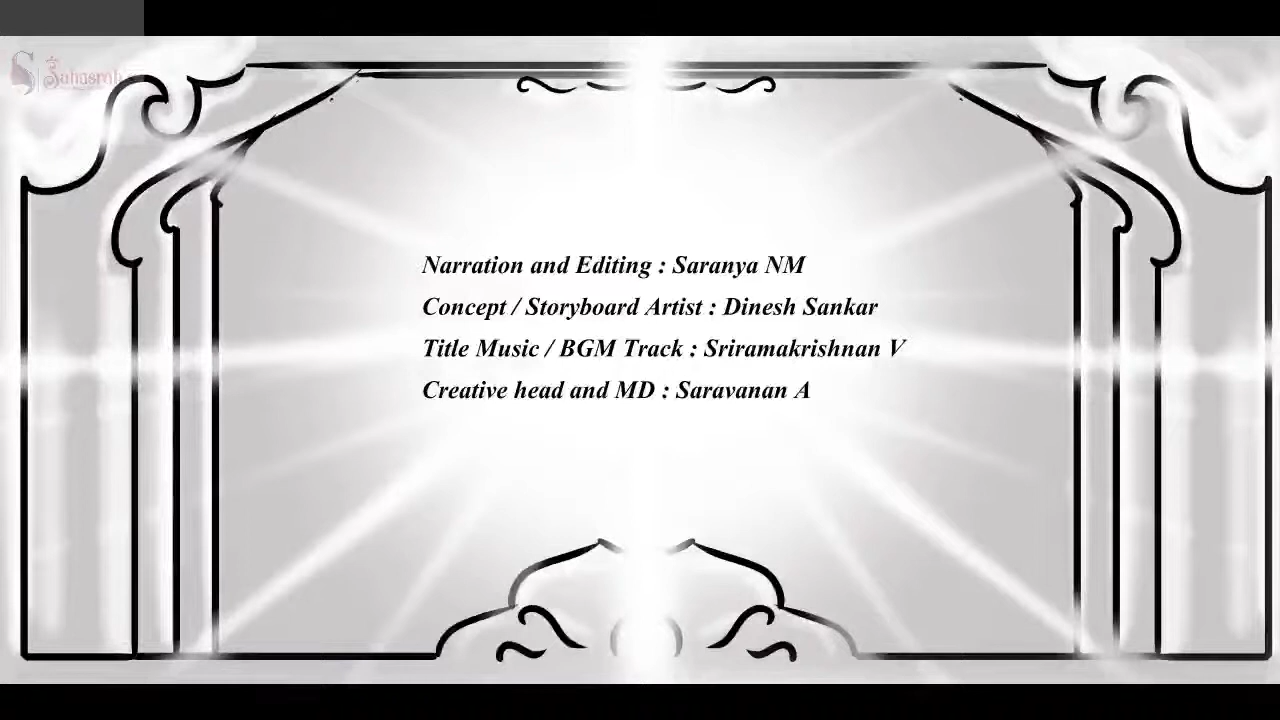 Narration and Editing : Saranya NM
Concept / Storyboard Artist : Dinesh Sankar
Title Music / BGM Track : Sriramakrishnan V
Creative head and MD : Saravanan A